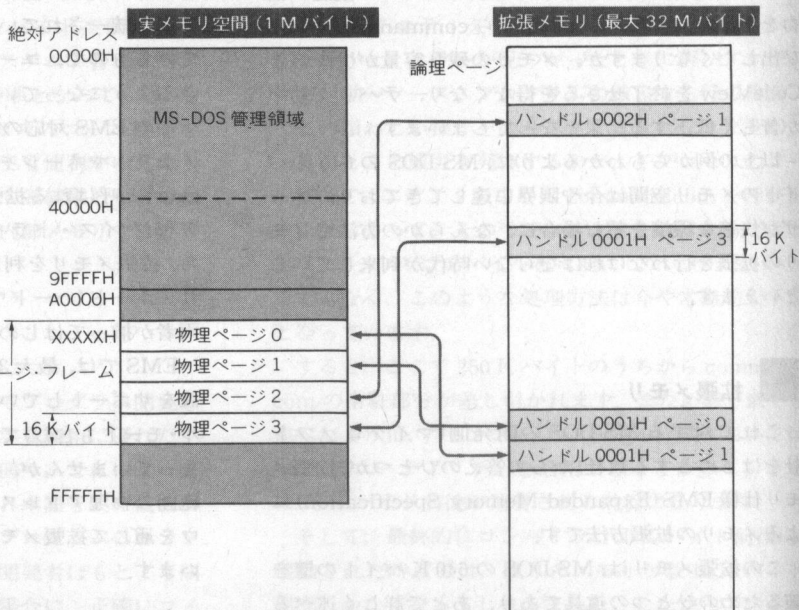 実メモリ空間(1Mバイト)
絶対アドレス
00000H
MS-DOS管理領域
40000H
9FFFFH
A0000H
XXXXXH
物理ページ0
物理ページ1
ジ・フレーム
物理ページ2
16Kバイト
物理ページ3
FFFFFH
拡張メモリ(最大32Mバイト)
論理ページ
ハンドル0002H ページ1
ハンドル0001H ページ3
16K
バイト
ハンドル0001H ページ0
ハンドル0001H ページ1